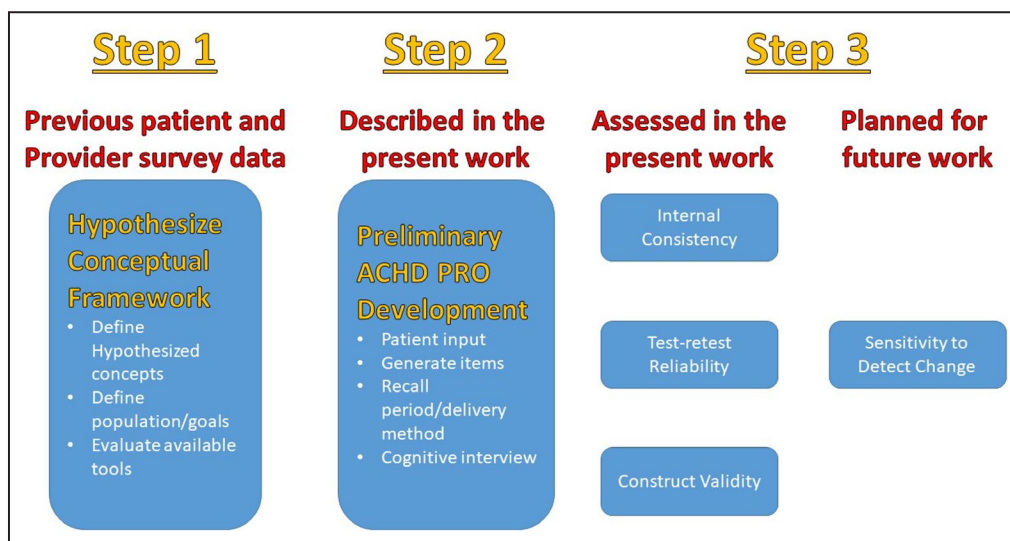 Step 1
Previous patient and
Provider survey data
Hypothesize
Conceptual
Framework
• Define
Hypothesized
concepts
• Define
population/goals
• Evaluate available
tools
Step 2
Described in the
present work
Preliminary
ACHD PRO
Development
• Patient input
• Generate items
• Recall
period/delivery
method
• Cognitive interview
Step 3
Assessed in the
present work
Internal
Consistency
Test-retest
Reliability
Construct Validity
Planned for
future work
Sensitivity to
Detect Change